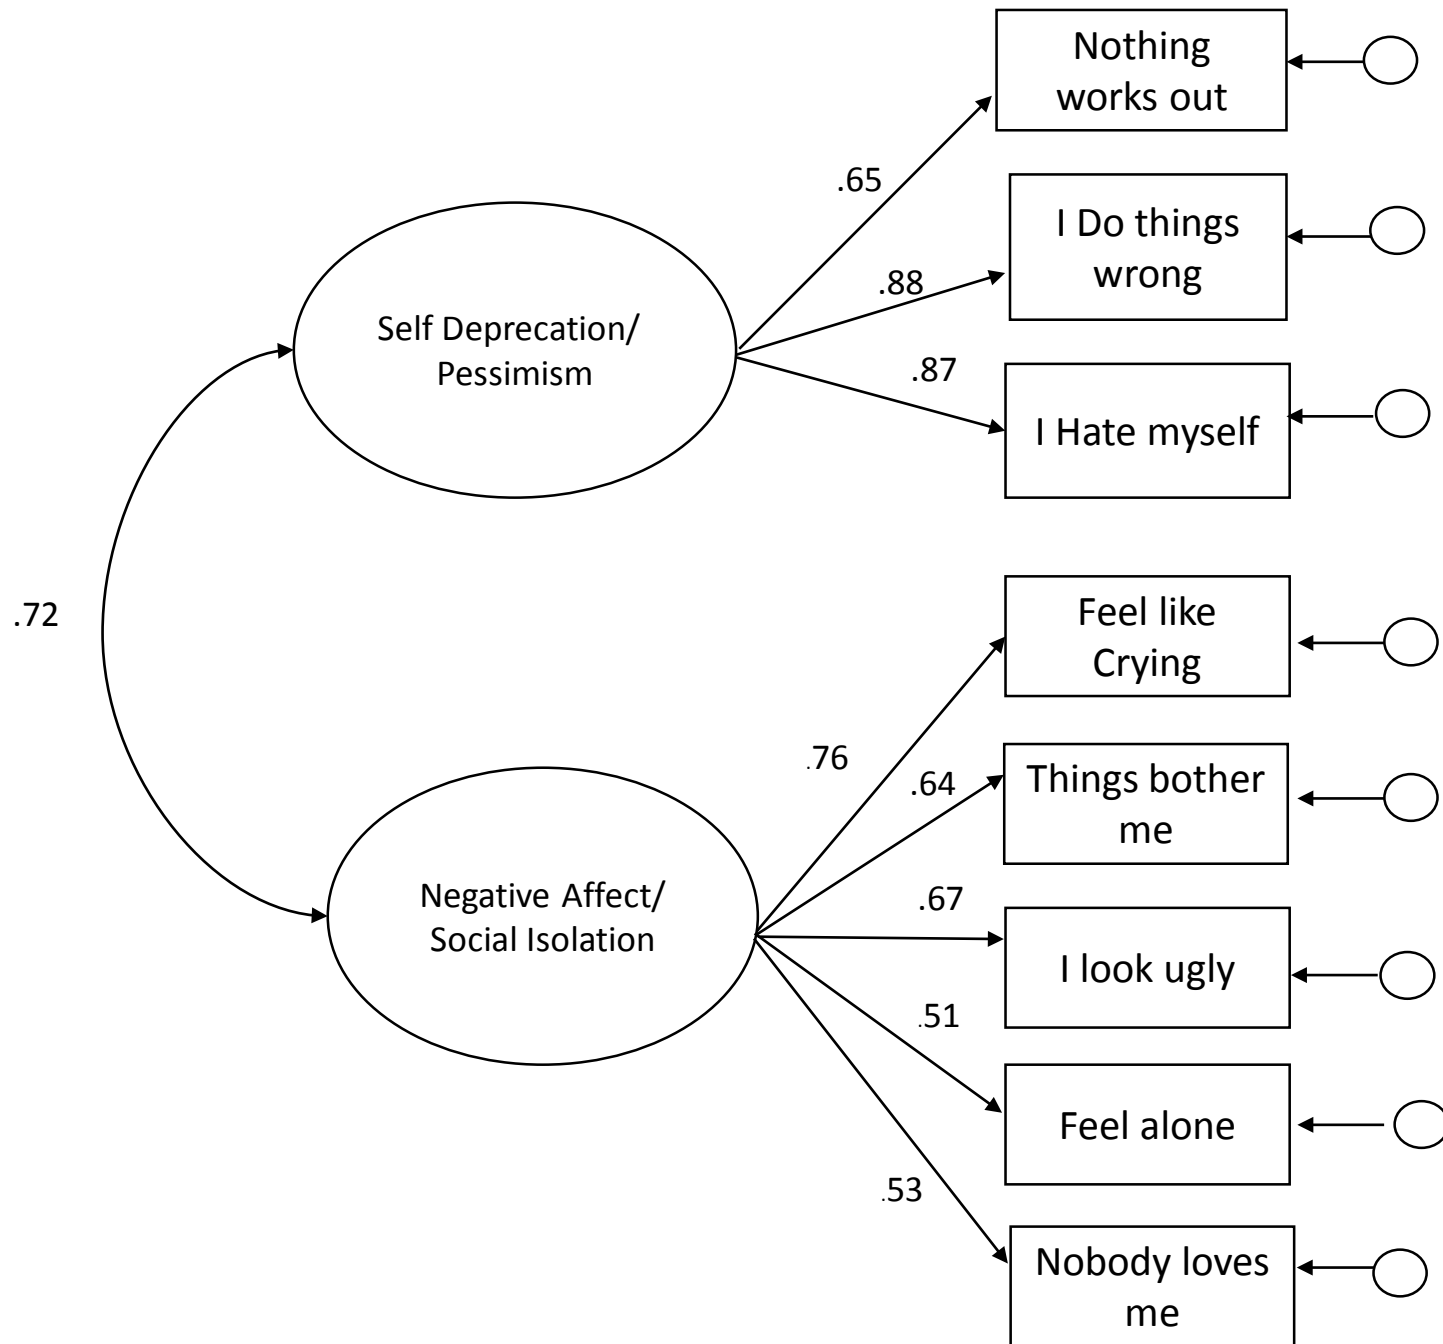 Nothing
works out
.65
I Do things
wrong
.88
Self Deprecation/
Pessimism
.87
I Hate myself
.72
Feel like
Crying
.76
Things bother
me
.64
Negative Affect/
Social Isolation
.67
I look ugly
.51
Feel alone
.53
Nobody loves
me